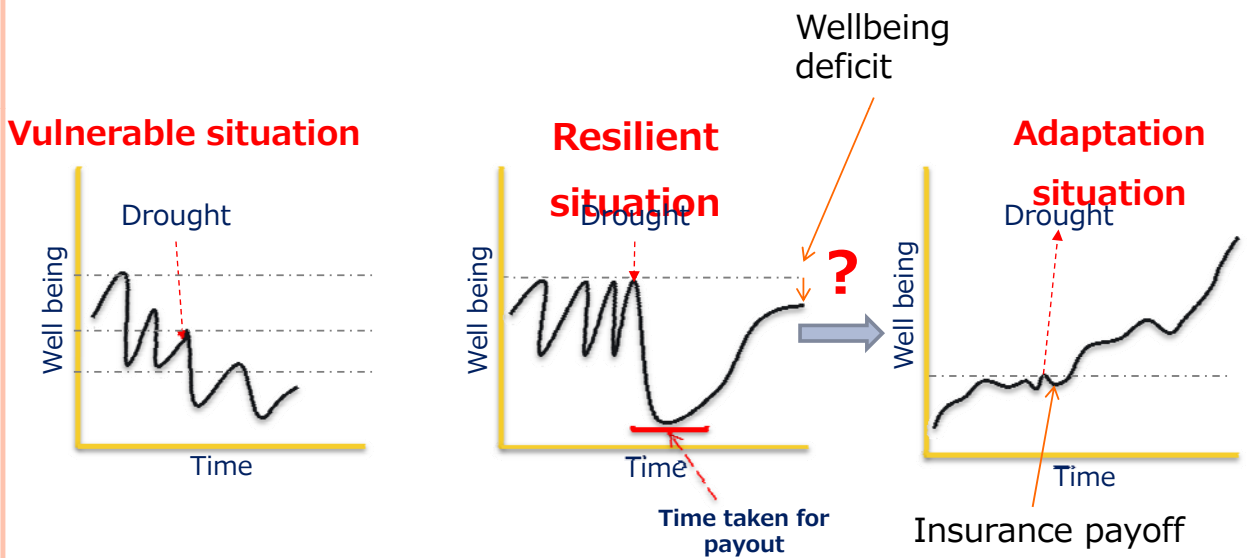 Wellbeing
deficit
Vulnerable situation
Drought
Well being
Time
Resilient
situation
Drought
?
Well being
Time
Time taken for
payout
Adaptation
situation
Drought
Well being
Time
Insurance payoff